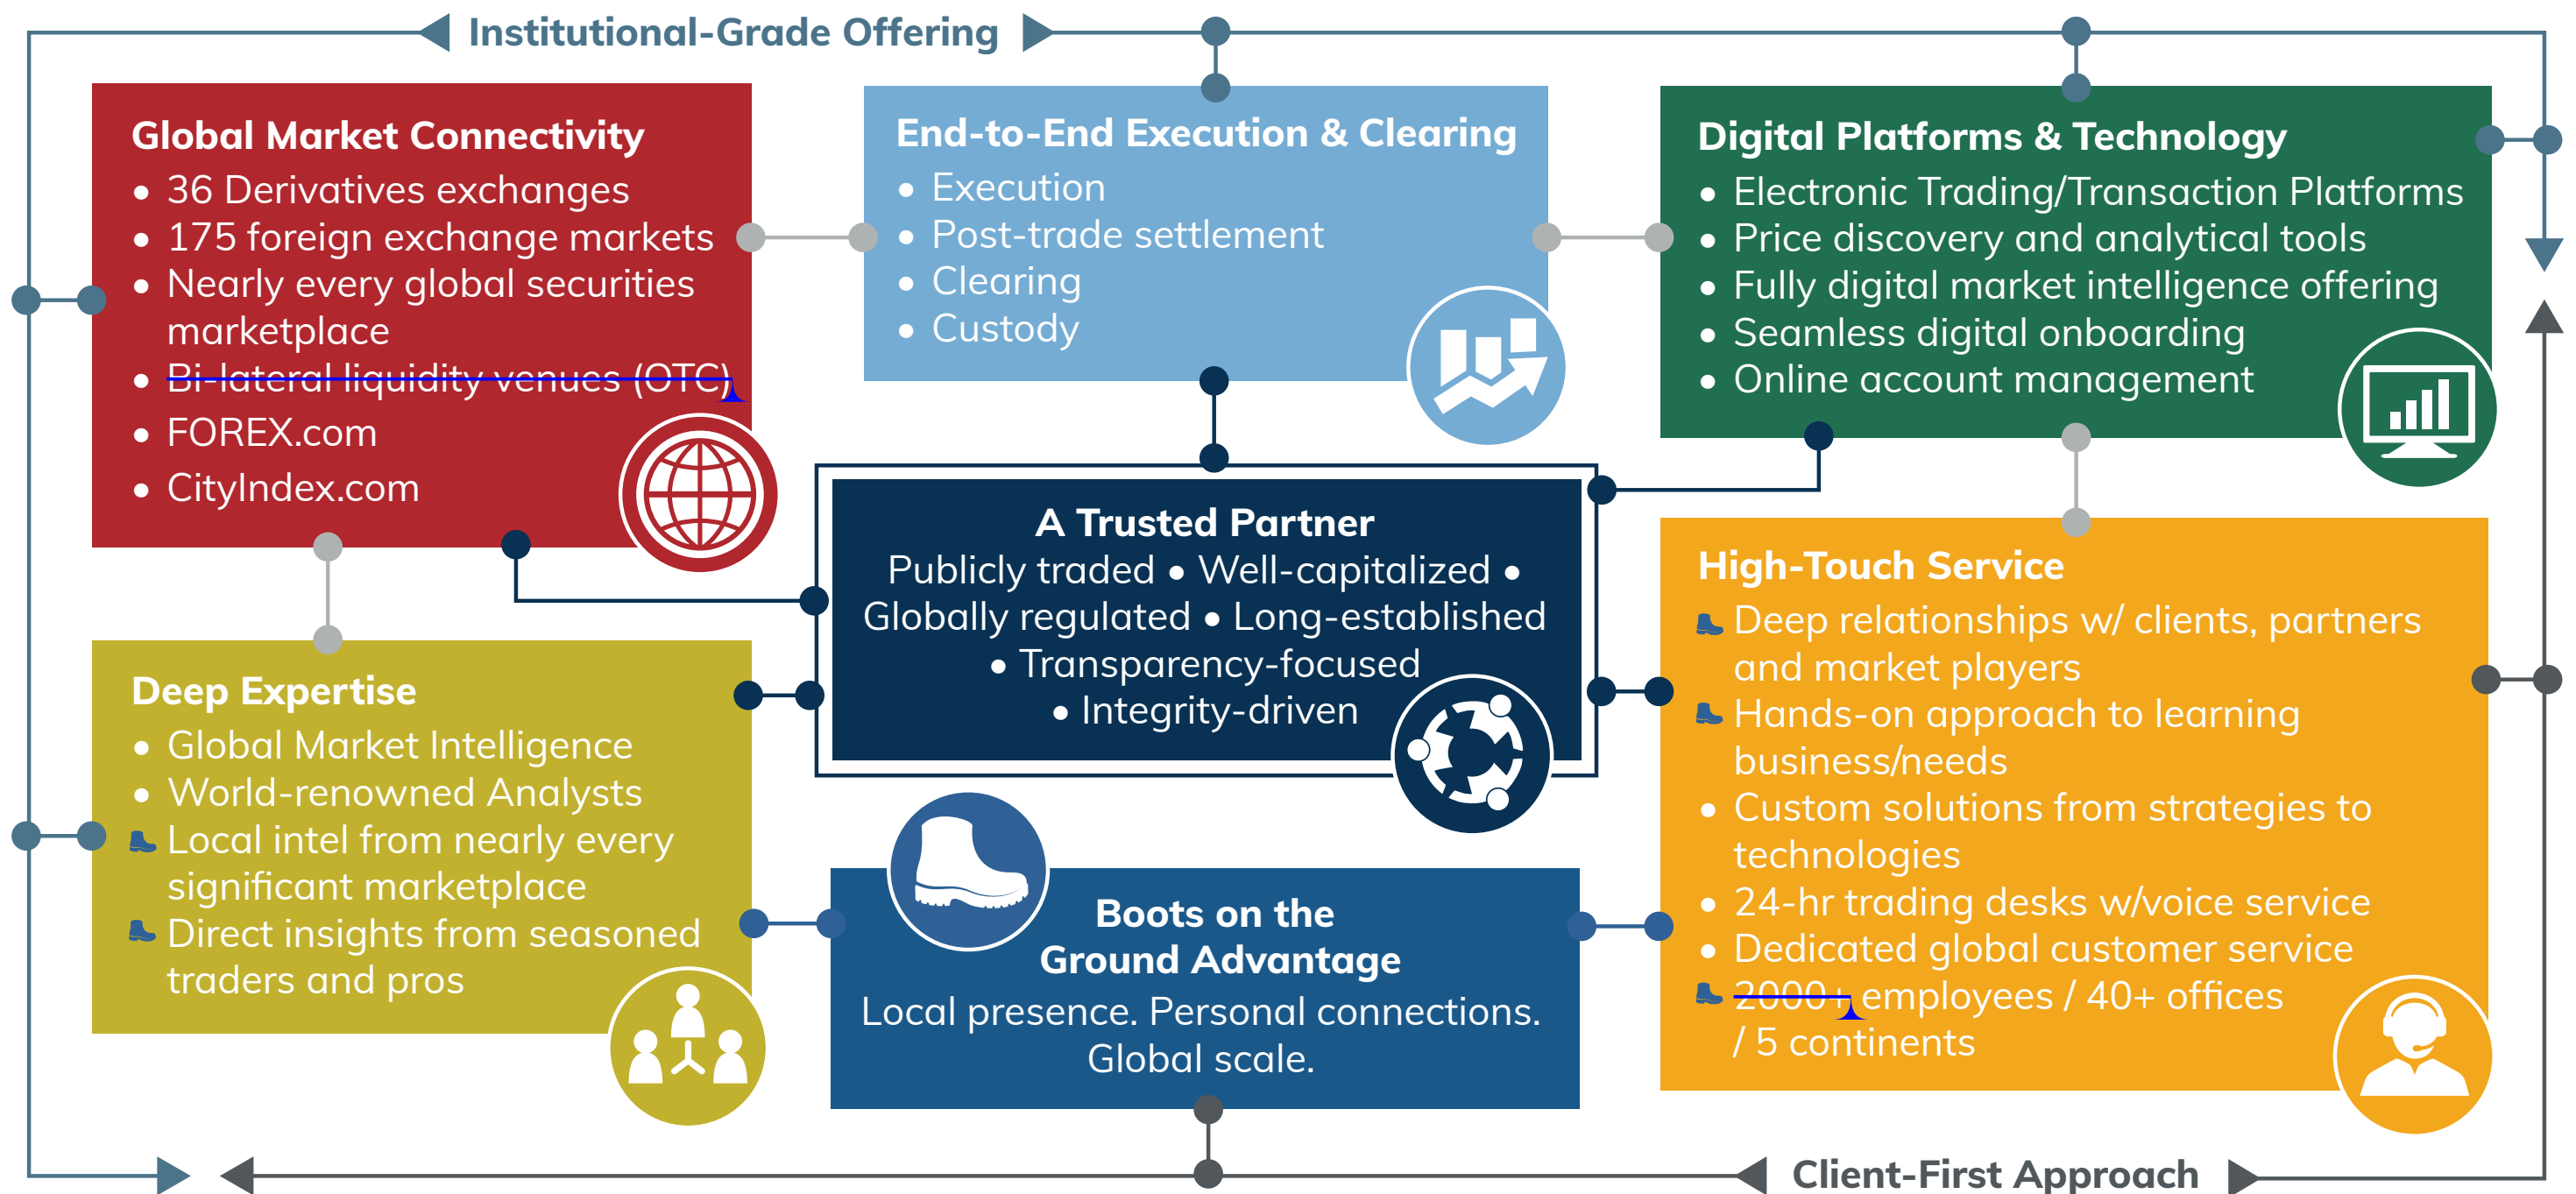 Institutional-Grade Offering
Global Market Connectivity
• 36 Derivatives exchanges
• 175 foreign exchange markets
• Nearly every global securities
marketplace
• Bi-lateral liquidity venues (OTC)
• FOREX.com
• CityIndex.com
End-to-End Execution & Clearing
• Execution
• Post-trade settlement
• Clearing
• Custody
Digital Platforms & Technology
• Electronic Trading/Transaction Platforms
• Price discovery and analytical tools
• Fully digital market intelligence offering
• Seamless digital onboarding
• Online account management
A Trusted Partner
Publicly traded • Well-capitalized •
Globally regulated • Long-established
• Transparency-focused
• Integrity-driven
Deep Expertise
• Global Market Intelligence
• World-renowned Analysts
Local intel from nearly every
significant marketplace
Direct insights from seasoned
traders and pros
Boots on the
Ground Advantage
Local presence. Personal connections.
Global scale.
High-Touch Service
Deep relationships w/ clients, partners
and market players
Hands-on approach to learning
business/needs
• Custom solutions from strategies to
technologies
• 24-hr trading desks w/voice service
• Dedicated global customer service
2000+ employees / 40+ offices
/ 5 continents
Client-First Approach